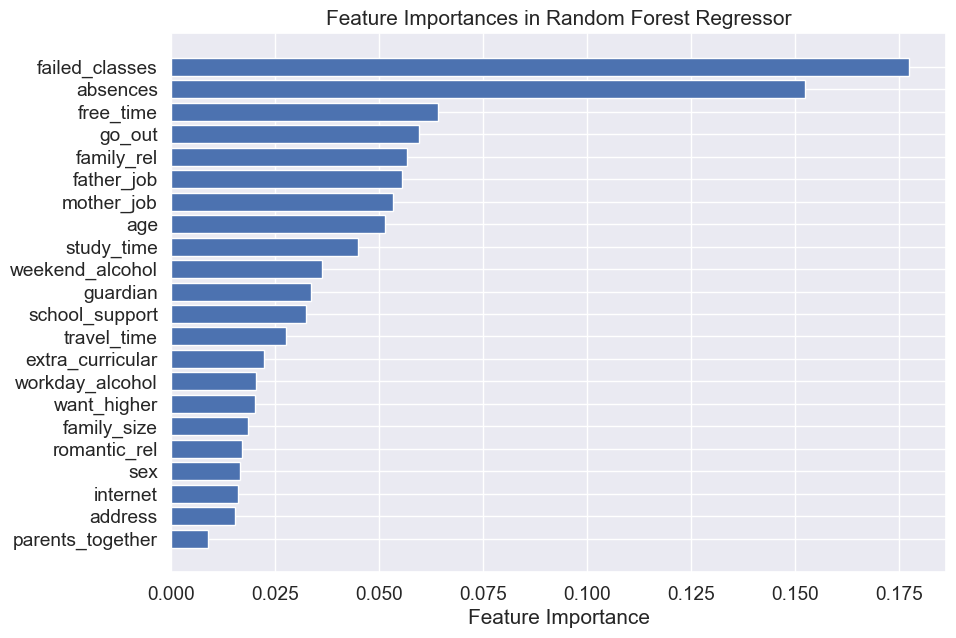 Feature Importances in Random Forest Regressor
failed_classes
absences
free_time
go_out
family_rel
father_job
mother_job
age
study_time
weekend_alcohol
guardian
school_support
travel_time
extra_curricular
workday_alcohol
want_higher
family_size
romantic_rel
sex
internet
address
parents_together
0.000 0.025 0.050 0.075 0.100 0.125 0.150 0.175
Feature Importance